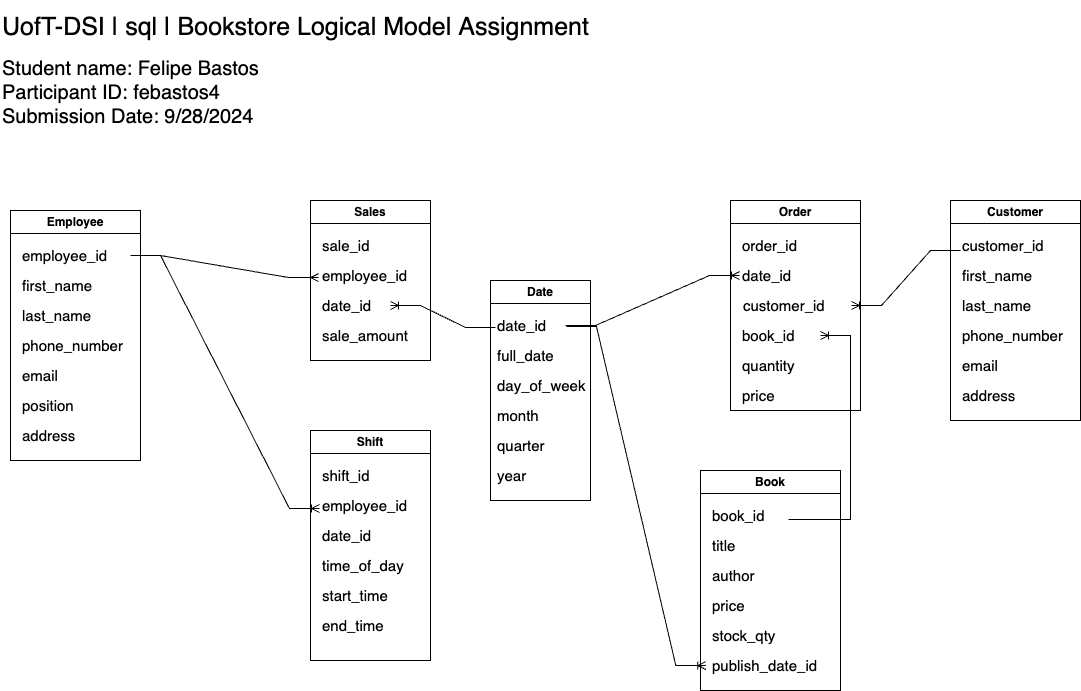 UofT-DSI | sql | Bookstore Logical Model Assignment
Student name: Felipe Bastos
Participant ID: febastos4
Submission Date: 9/28/2024
Employee
employee_id
first_name
last_name
phone_number
email
position
address
Sales
sale_id
employee_id
date_id
sale_amount
Shift
shift_id
employee_id
date_id
time_of_day
start_time
end_time
Date
date_id
full_date
day_of_week
month
quarter
year
Order
order_id
date_id
customer_id
book_id
quantity
price
Book
book_id
title
author
price
stock_qty
publish_date_id
Customer
customer_id
first_name
last_name
phone_number
email
address